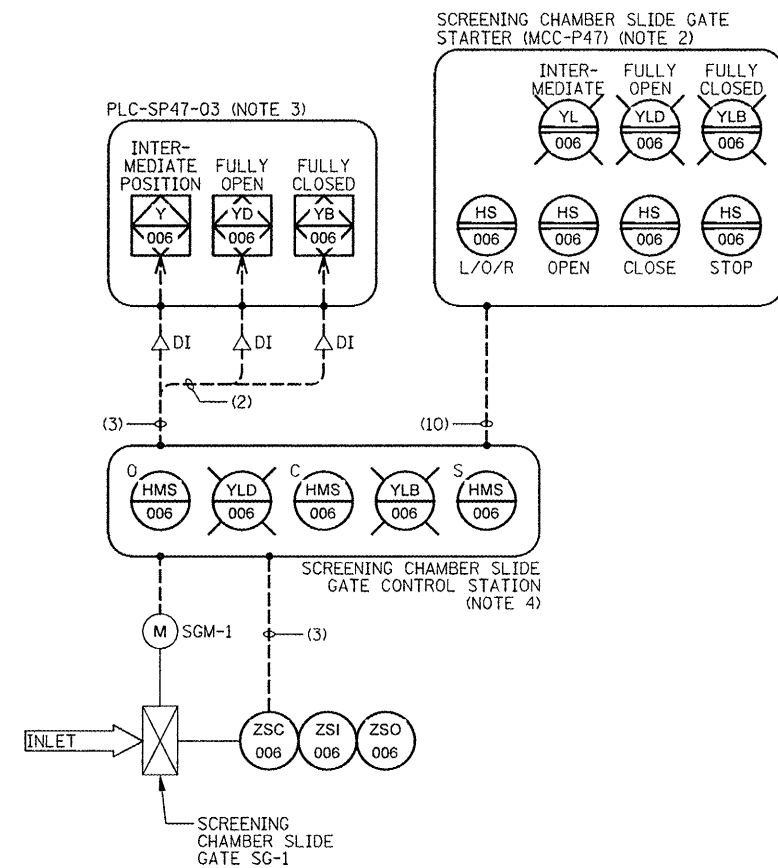 SCREENING CHAMBER SLIDE GATE
STARTER (MCC-P47) (NOTE 2)
INTER-
MEDIATE
FULLY
OPEN
FULLY
CLOSED
YL
006
YLD
006
YLB
006
HS
006
L/O/R
HS
006
OPEN
HS
006
CLOSE
HS
006
STOP
PLC-SP47-03 (NOTE 3)
INTER-
MEDIATE
POSITION
FULLY
OPEN
FULLY
CLOSED
Y
006
YD
006
YB
006
DI
DI
DI
(2)
(3)
(10)
O
HMS
006
YLD
006
C
HMS
006
YLB
006
S
HMS
006
SCREENING CHAMBER SLIDE
GATE CONTROL STATION
(NOTE 4)
M
SGM-1
(3)
INLET
ZSC
006
ZSI
006
ZSO
006
SCREENING
CHAMBER SLIDE
GATE SG-1